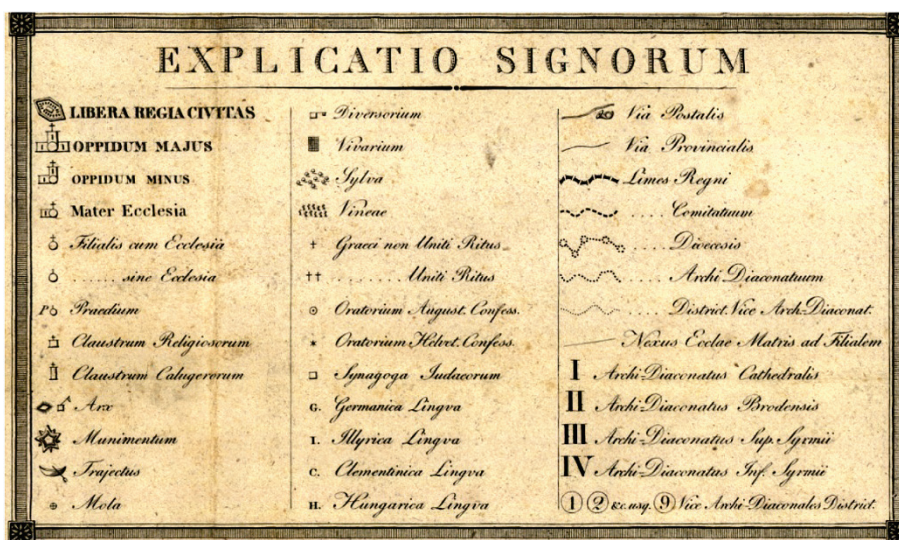 EXPLICATIO SIGNORUM
LIBERA REGIA CIVITAS
OPPIDUM MAJUS
OPPIDUM MINUS
Mater Ecclesia
Filialis cum Ecclesia
....... sine Ecclesia
P Praedium
Claustrum Religiosorum
Claustrum Calugerorum
Arx
Munimentum
Trajectus
Mola
Diversorium
Vivarium
Sylva
Vineae
† Graeci non Uniti Ritus
†† .......... Uniti Ritus
Oratorium August. Confess.
* Oratorium Helvet. Confess.
Synagoga Iudaeorum
G. Germanica Lingva
I. Illyrica Lingva
C. Clementinica Lingva
H. Hungarica Lingva
Via Postalis
Via Provincialis
Limes Regni
.... Comitatuum
.... Dioecesis
.... Archi Diaconatuum
.... District. Vice Arch-Diaconat.
Nexus Ecclae Matris ad Filialem
I Archi-Diaconatus Cathedralis
II Archi-Diaconatus Brodensis
III Archi-Diaconatus Sup. Syrmii
IV Archi-Diaconatus Inf. Syrmii
1 2 &c. usq. 9 Vice Archi-Diaconales District.